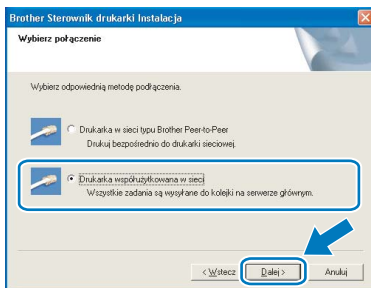 Brother Sterownik drukarki Instalacja
Wybierz połączenie
Wybierz odpowiednią metodę podłączenia.
Drukarka w sieci typu Brother Peer-to-Peer
Drukuj bezpośrednio do drukarki sieciowej.
Drukarka współużytkowana w sieci
Wszystkie zadania są wysyłane do kolejki na serwerze głównym.
< Wstecz Dalej > Anuluj